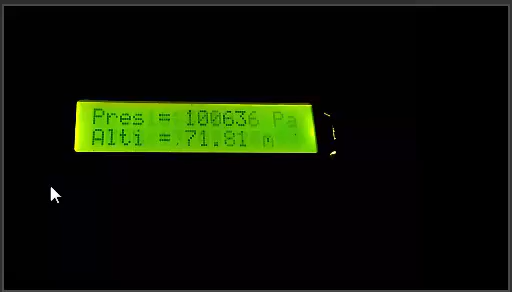 Pres = 100636 Pa
Alti = 71.81 m